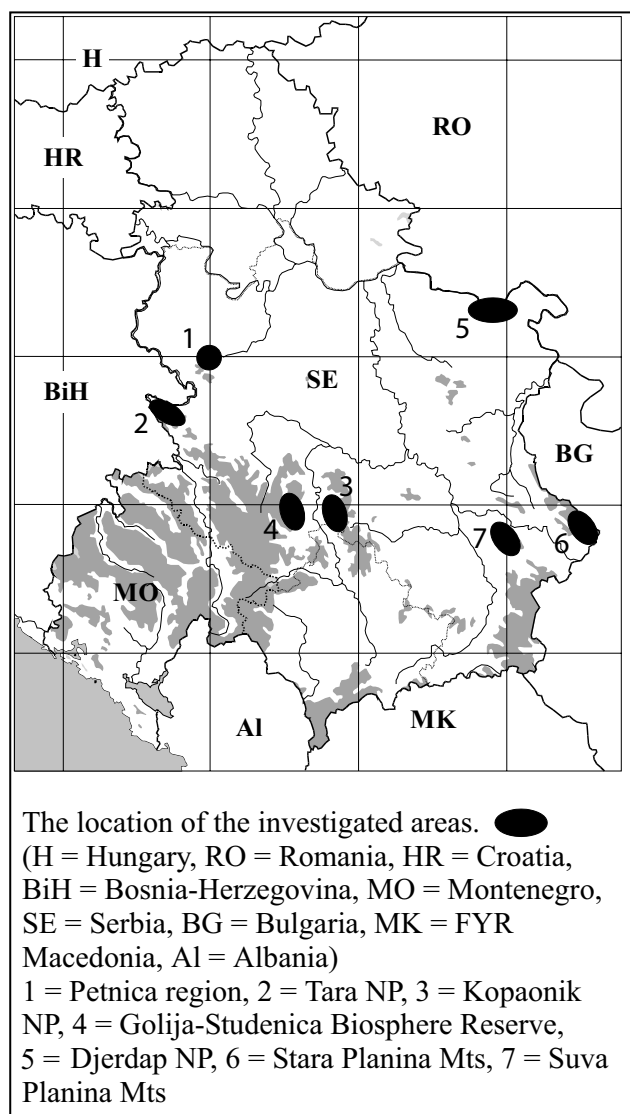 H
RO
HR
5
1
SE
BiH
2
BG
3
4
7
6
MO
Al
MK
The location of the investigated areas.
(H = Hungary, RO = Romania, HR = Croatia,
BiH = Bosnia-Herzegovina, MO = Montenegro,
SE = Serbia, BG = Bulgaria, MK = FYR
Macedonia, Al = Albania)
1 = Petnica region, 2 = Tara NP, 3 = Kopaonik
NP, 4 = Golija-Studenica Biosphere Reserve,
5 = Djerdap NP, 6 = Stara Planina Mts, 7 = Suva
Planina Mts